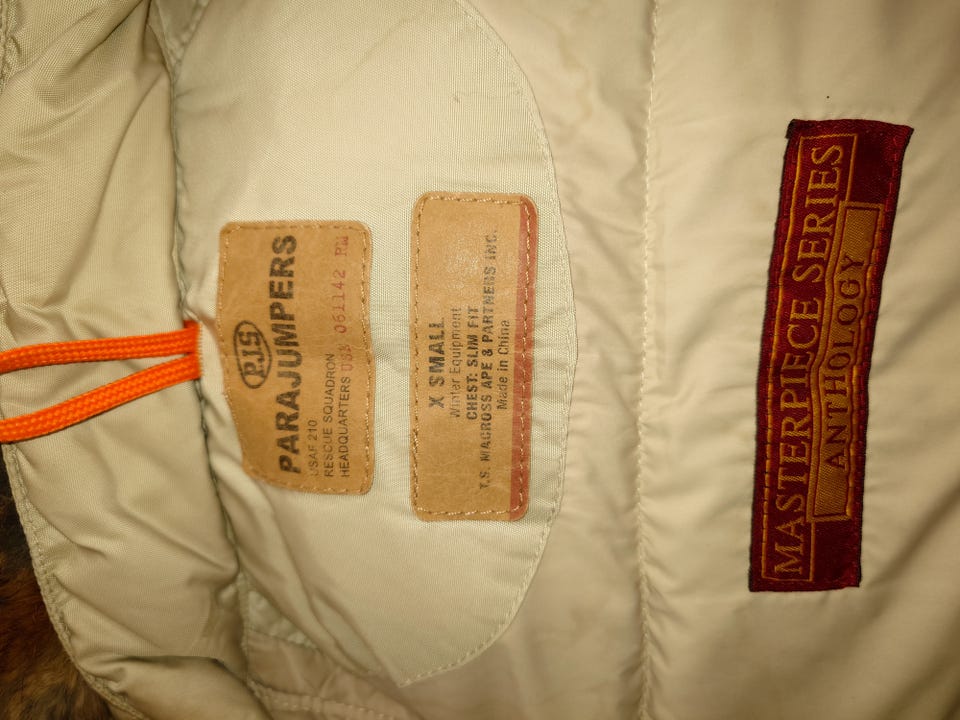 PJS
PARAJUMPERS
USAF 210
RESCUE SQUADRON
HEADQUARTERS USA 061142 RW
X SMALL
Winter Equipment
CHEST: SLIM FIT
T.S. MACROSS APE & PARTNERS INC.
Made in China
MASTERPIECE SERIES
ANTHOLOGY